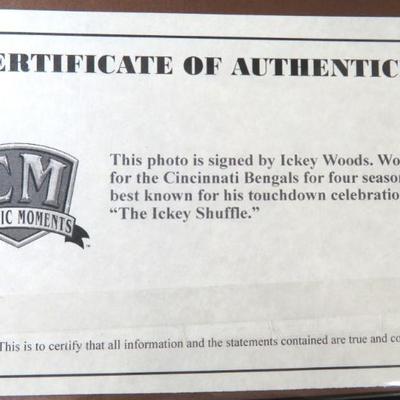 ERTIFICATE OF AUTHENTIC
CM
IC MOMENTS
TM
This photo is signed by Ickey Woods. Wo
for the Cincinnati Bengals for four season
best known for his touchdown celebration
“The Ickey Shuffle.”
This is to certify that all information and the statements contained are true and co